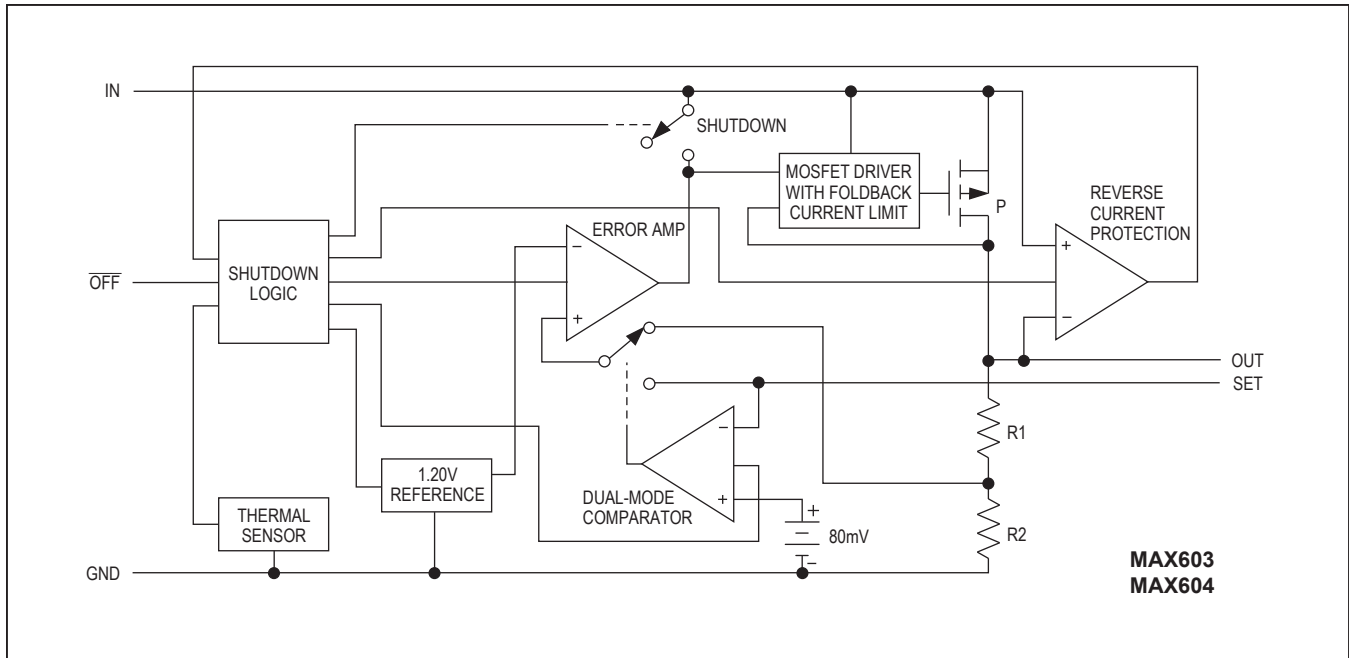 IN
SHUTDOWN
MOSFET DRIVER
WITH FOLDBACK
CURRENT LIMIT
P
REVERSE
CURRENT
PROTECTION
+
−
ERROR AMP
−
+
SHUTDOWN
LOGIC
OFF
OUT
SET
R1
−
+
1.20V
REFERENCE
DUAL-MODE
COMPARATOR
+
−
80mV
R2
THERMAL
SENSOR
GND
MAX603
MAX604